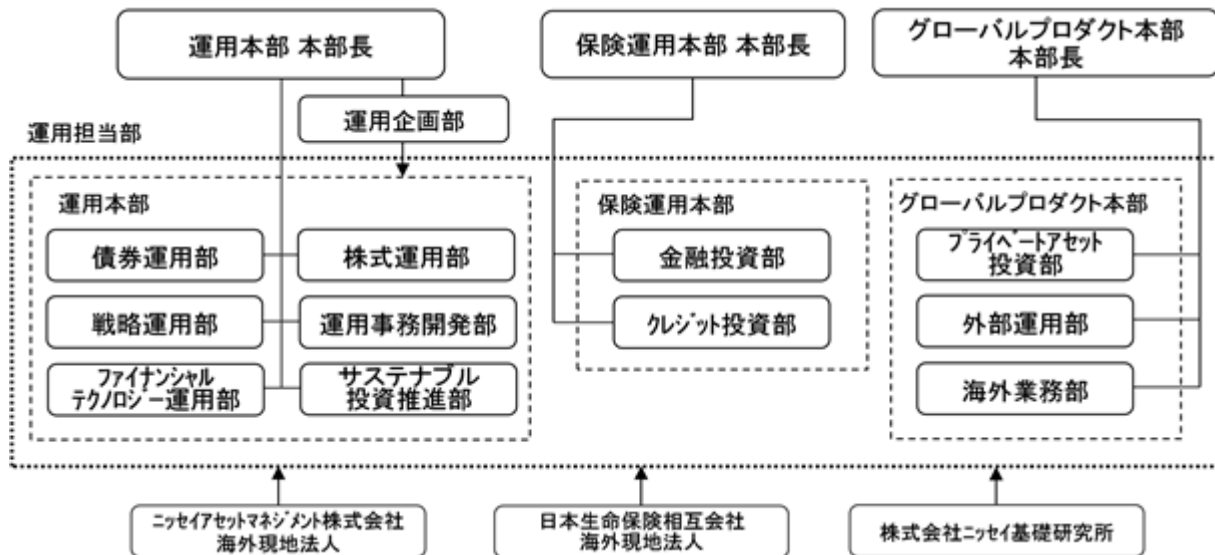 運用本部 本部長
保険運用本部 本部長
グローバルプロダクト本部
本部長
運用企画部
運用担当部
運用本部
債券運用部
株式運用部
戦略運用部
運用事務開発部
ファイナンシャル
テクノロジー運用部
サステナブル
投資推進部
保険運用本部
金融投資部
クレジット投資部
グローバルプロダクト本部
プライベートアセット
投資部
外部運用部
海外業務部
ニッセイアセットマネジメント株式会社
海外現地法人
日本生命保険相互会社
海外現地法人
株式会社ニッセイ基礎研究所